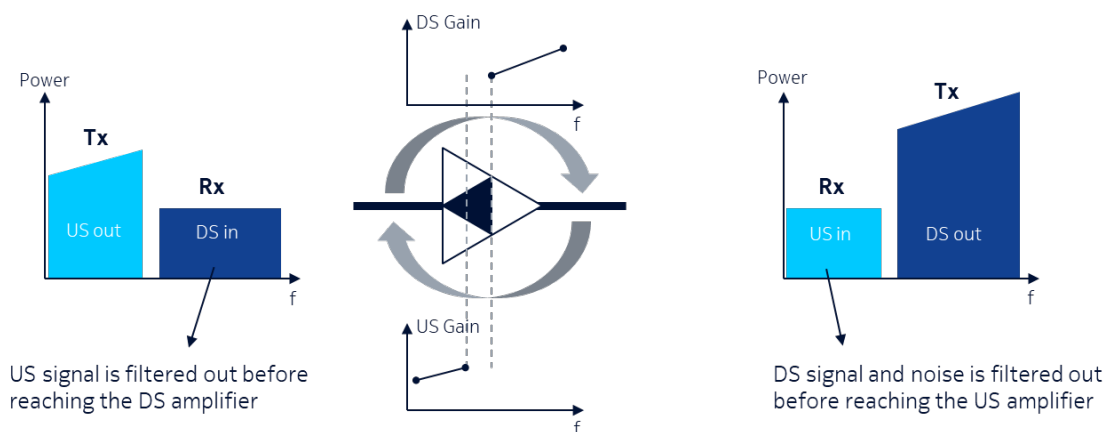 Power
Tx
Rx
US out
DS in
f
US signal is filtered out before
reaching the DS amplifier
DS Gain
f
US Gain
f
Power
Tx
Rx
US in
DS out
f
DS signal and noise is filtered out
before reaching the US amplifier